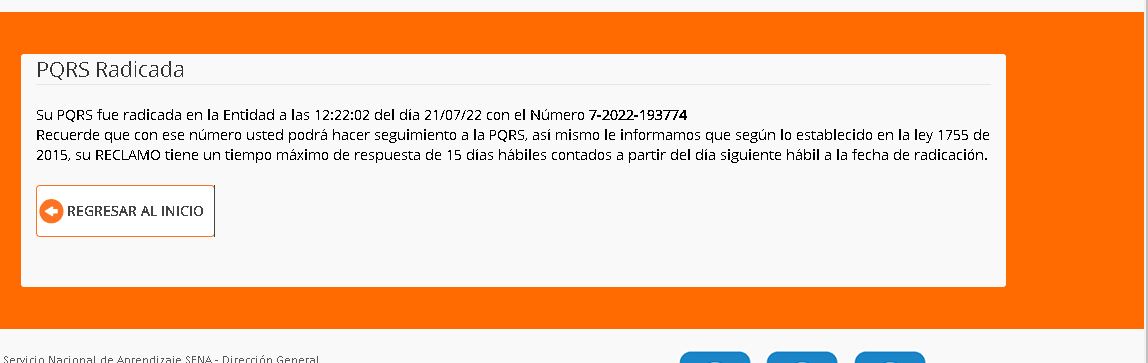 PQRS Radicada
Su PQRS fue radicada en la Entidad a las 12:22:02 del día 21/07/22 con el Número 7-2022-193774
Recuerde que con ese número usted podrá hacer seguimiento a la PQRS, así mismo le informamos que según lo establecido en la ley 1755 de
2015, su RECLAMO tiene un tiempo máximo de respuesta de 15 días hábiles contados a partir del día siguiente hábil a la fecha de radicación.
REGRESAR AL INICIO
Servicio Nacional de Aprendizaje SENA - Dirección General